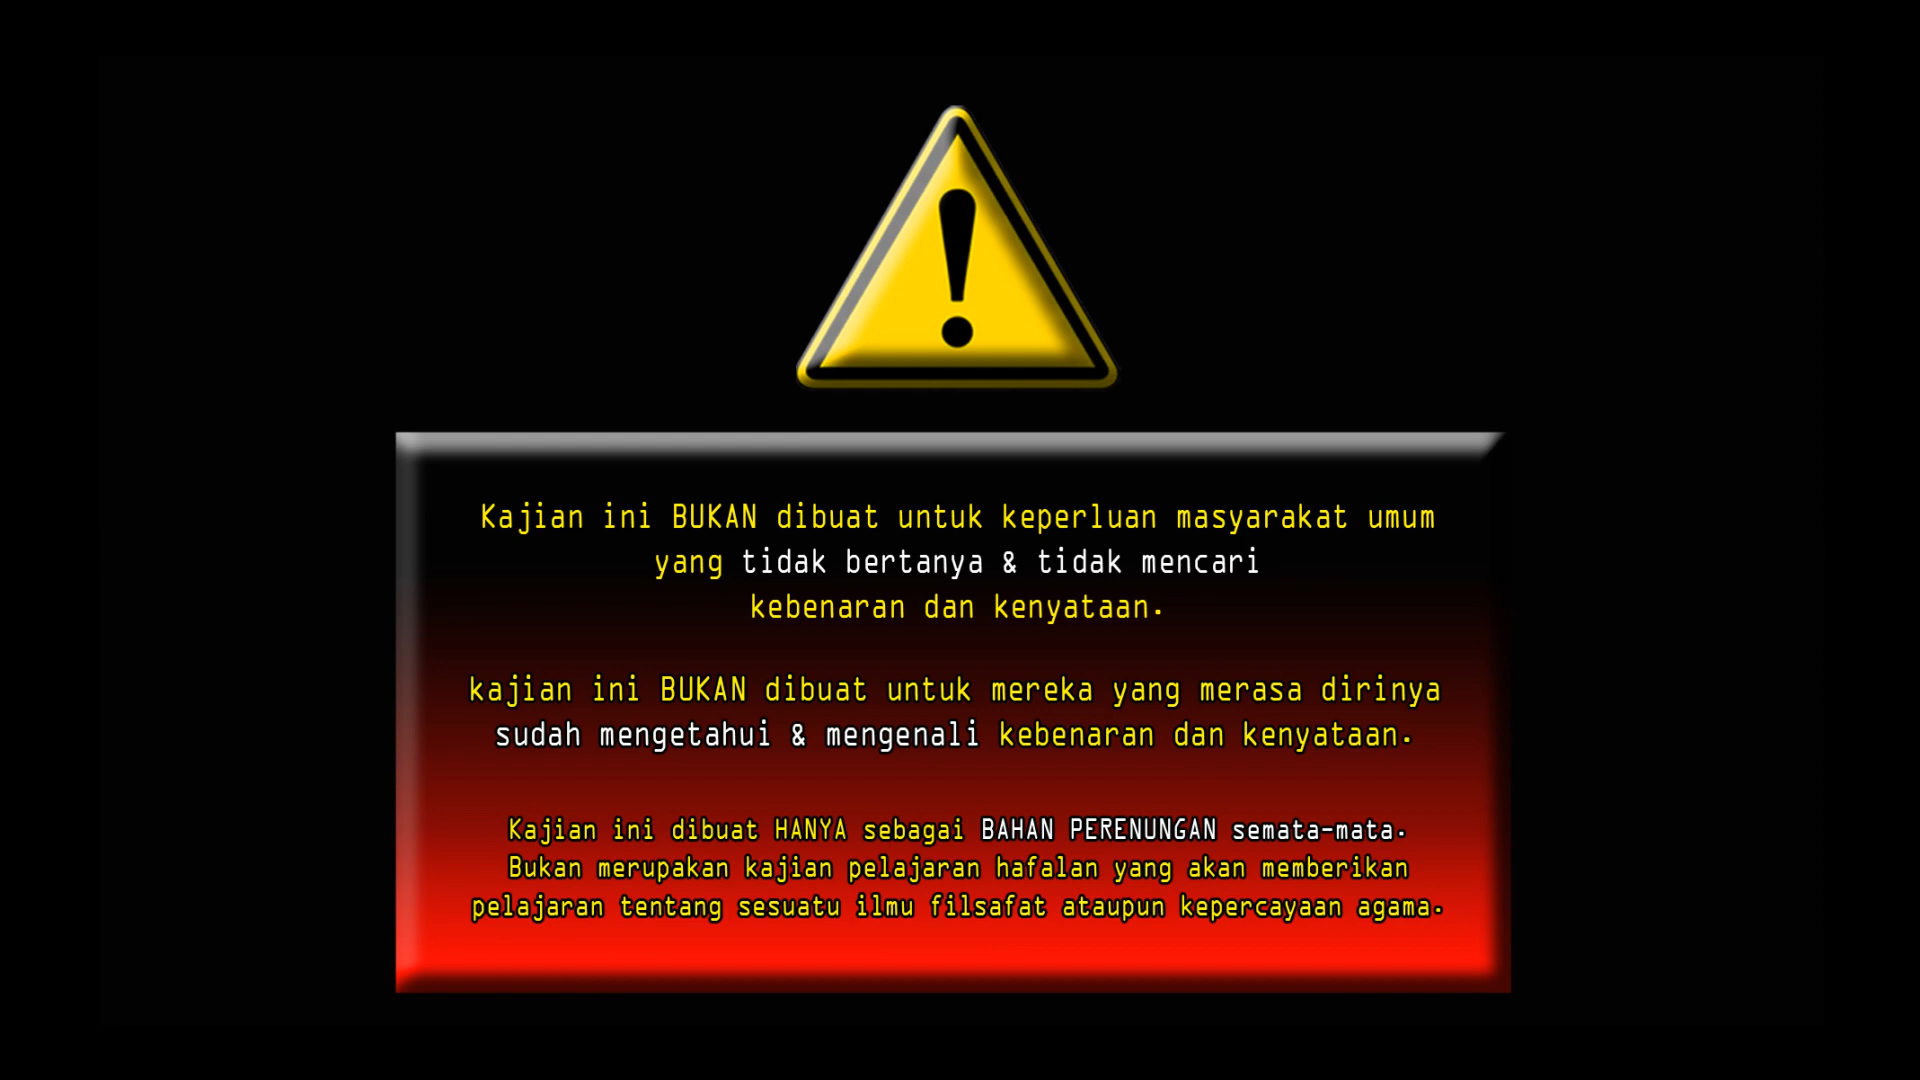 Kajian ini BUKAN dibuat untuk keperluan masyarakat umum
yang tidak bertanya & tidak mencari
kebenaran dan kenyataan.
kajian ini BUKAN dibuat untuk mereka yang merasa dirinya
sudah mengetahui & mengenali kebenaran dan kenyataan.
Kajian ini dibuat HANYA sebagai BAHAN PERENUNGAN semata-mata.
Bukan merupakan kajian pelajaran hafalan yang akan memberikan
pelajaran tentang sesuatu ilmu filsafat ataupun kepercayaan agama.